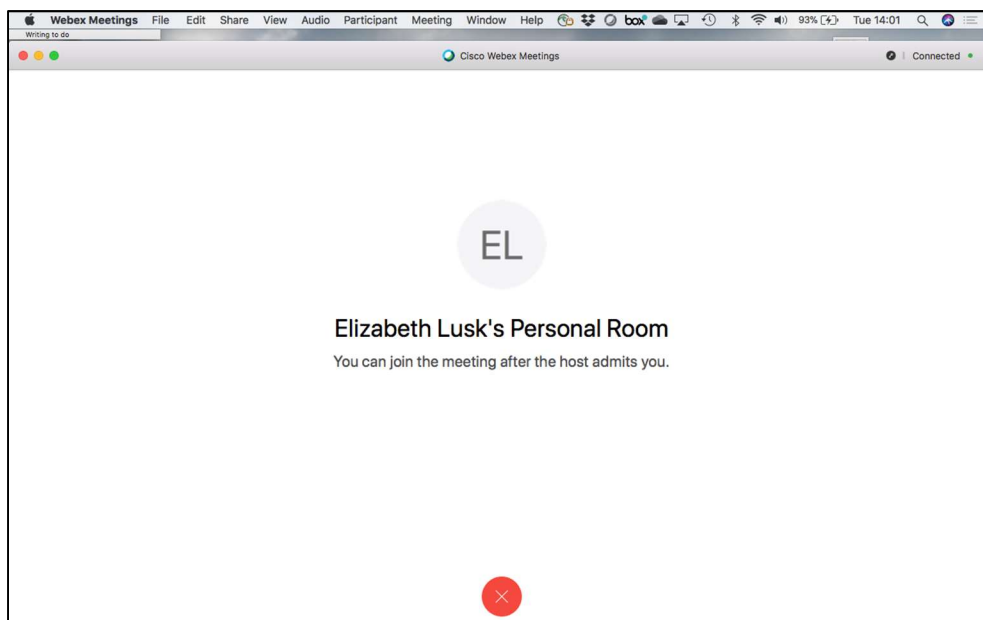 Webex Meetings File Edit Share View Audio Participant Meeting Window Help box 93% Tue 14:01
Writing to do
Cisco Webex Meetings Connected
EL
Elizabeth Lusk's Personal Room
You can join the meeting after the host admits you.